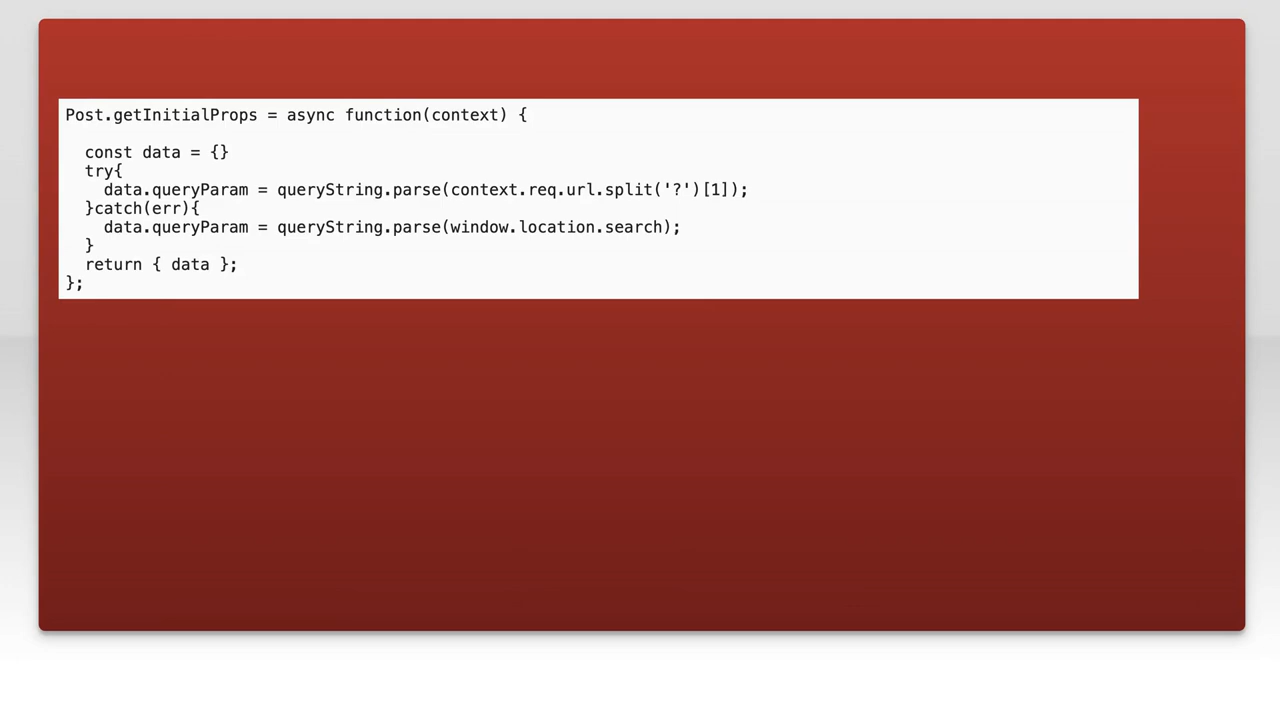 Post.getInitialProps = async function(context) {
  const data = {}
  try{
    data.queryParam = queryString.parse(context.req.url.split('?')[1]);
  }catch(err){
    data.queryParam = queryString.parse(window.location.search);
  }
  return { data };
};